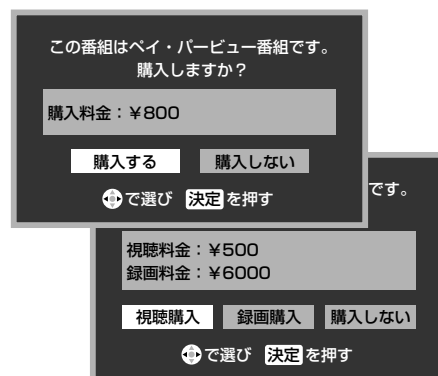 この番組はペイ・パービュー番組です。
購入しますか？
購入料金：￥800
購入する 購入しない
で選び 決定 を押す
です。
視聴料金：￥500
録画料金：￥6000
視聴購入 録画購入 購入しない
で選び 決定 を押す